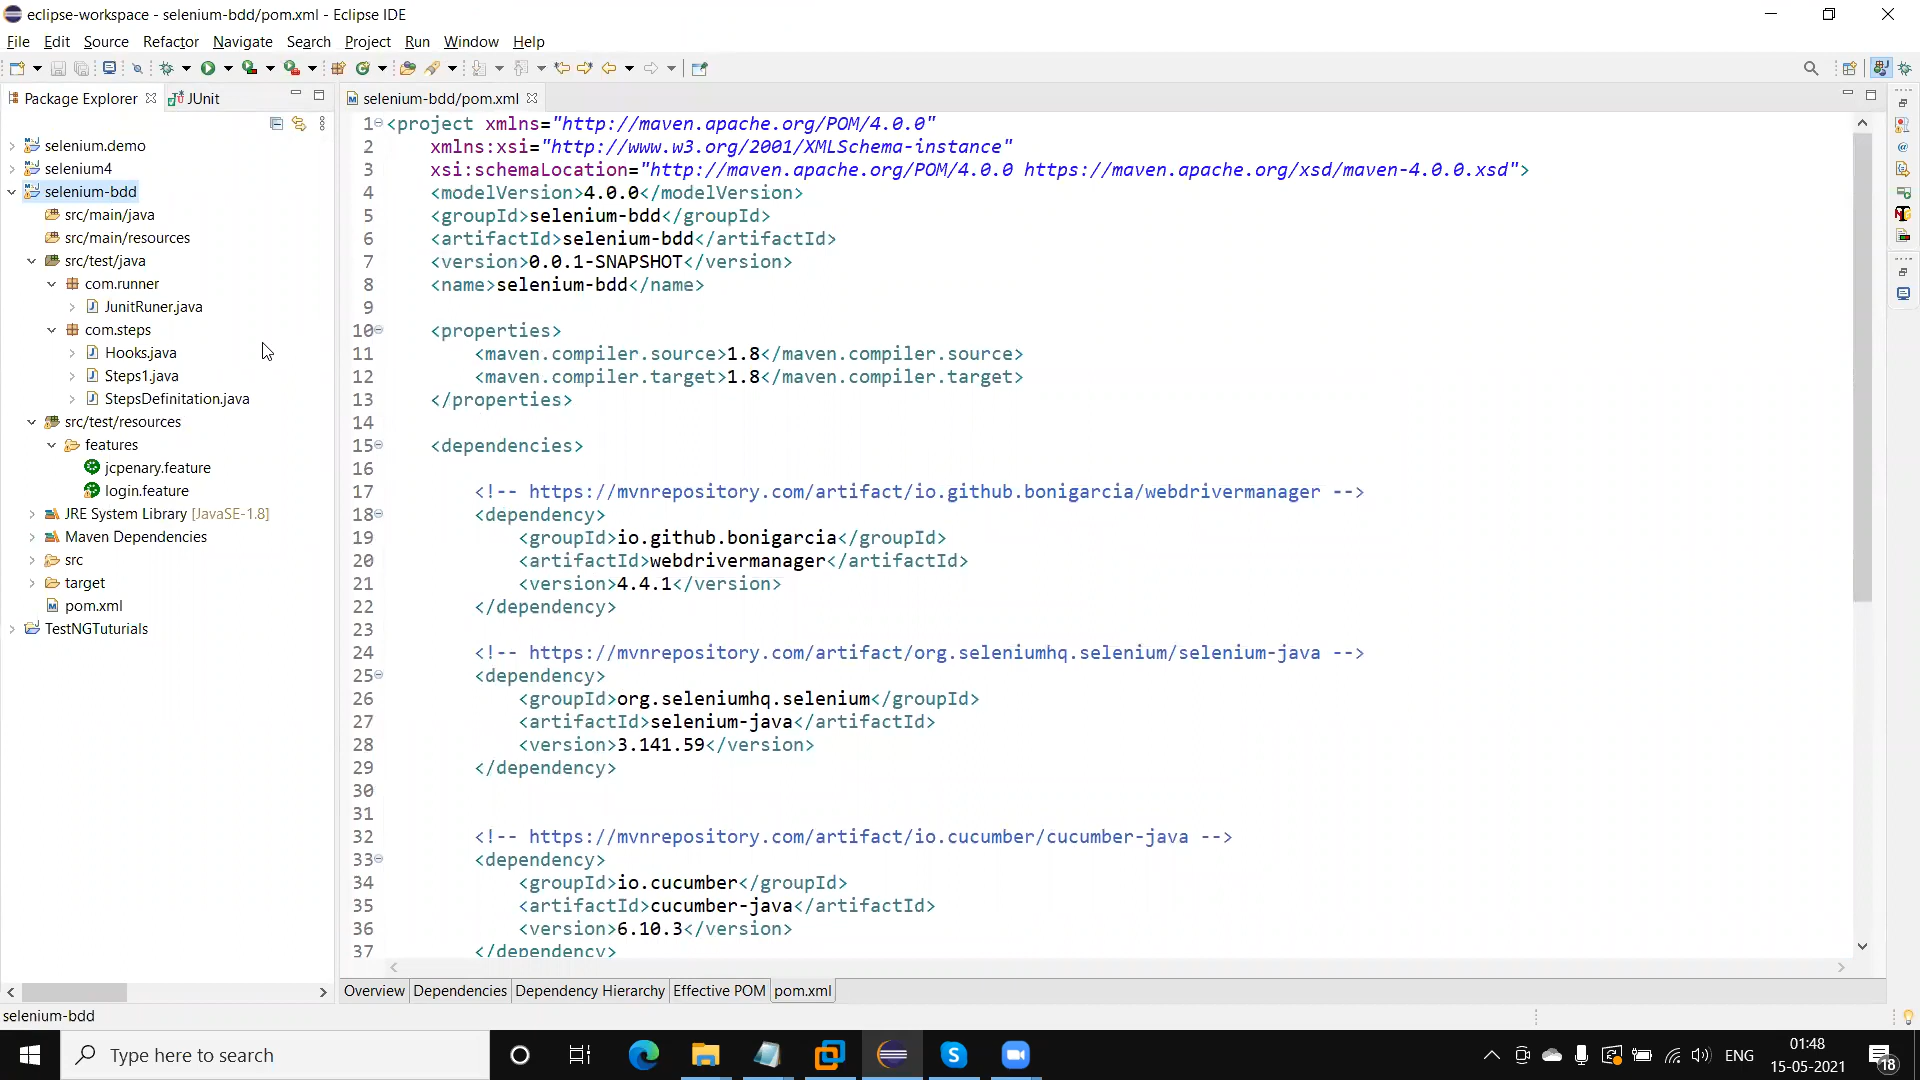 eclipse-workspace - selenium-bdd/pom.xml - Eclipse IDE
File Edit Source Refactor Navigate Search Project Run Window Help
Package Explorer JUnit
selenium.demo
selenium4
selenium-bdd
src/main/java
src/main/resources
src/test/java
com.runner
JunitRuner.java
com.steps
Hooks.java
Steps1.java
StepsDefinitation.java
src/test/resources
features
jcpenary.feature
login.feature
JRE System Library [JavaSE-1.8]
Maven Dependencies
src
target
pom.xml
TestNGTuturials
selenium-bdd/pom.xml
1 <project xmlns="http://maven.apache.org/POM/4.0.0"
2 xmlns:xsi="http://www.w3.org/2001/XMLSchema-instance"
3 xsi:schemaLocation="http://maven.apache.org/POM/4.0.0 https://maven.apache.org/xsd/maven-4.0.0.xsd">
4 <modelVersion>4.0.0</modelVersion>
5 <groupId>selenium-bdd</groupId>
6 <artifactId>selenium-bdd</artifactId>
7 <version>0.0.1-SNAPSHOT</version>
8 <name>selenium-bdd</name>
9
10 <properties>
11 <maven.compiler.source>1.8</maven.compiler.source>
12 <maven.compiler.target>1.8</maven.compiler.target>
13 </properties>
14
15 <dependencies>
16
17 <!-- https://mvnrepository.com/artifact/io.github.bonigarcia/webdrivermanager -->
18 <dependency>
19 <groupId>io.github.bonigarcia</groupId>
20 <artifactId>webdrivermanager</artifactId>
21 <version>4.4.1</version>
22 </dependency>
23
24 <!-- https://mvnrepository.com/artifact/org.seleniumhq.selenium/selenium-java -->
25 <dependency>
26 <groupId>org.seleniumhq.selenium</groupId>
27 <artifactId>selenium-java</artifactId>
28 <version>3.141.59</version>
29 </dependency>
30
31
32 <!-- https://mvnrepository.com/artifact/io.cucumber/cucumber-java -->
33 <dependency>
34 <groupId>io.cucumber</groupId>
35 <artifactId>cucumber-java</artifactId>
36 <version>6.10.3</version>
37 </dependency>
Overview Dependencies Dependency Hierarchy Effective POM pom.xml
selenium-bdd
Type here to search
ENG
01:48
15-05-2021
18